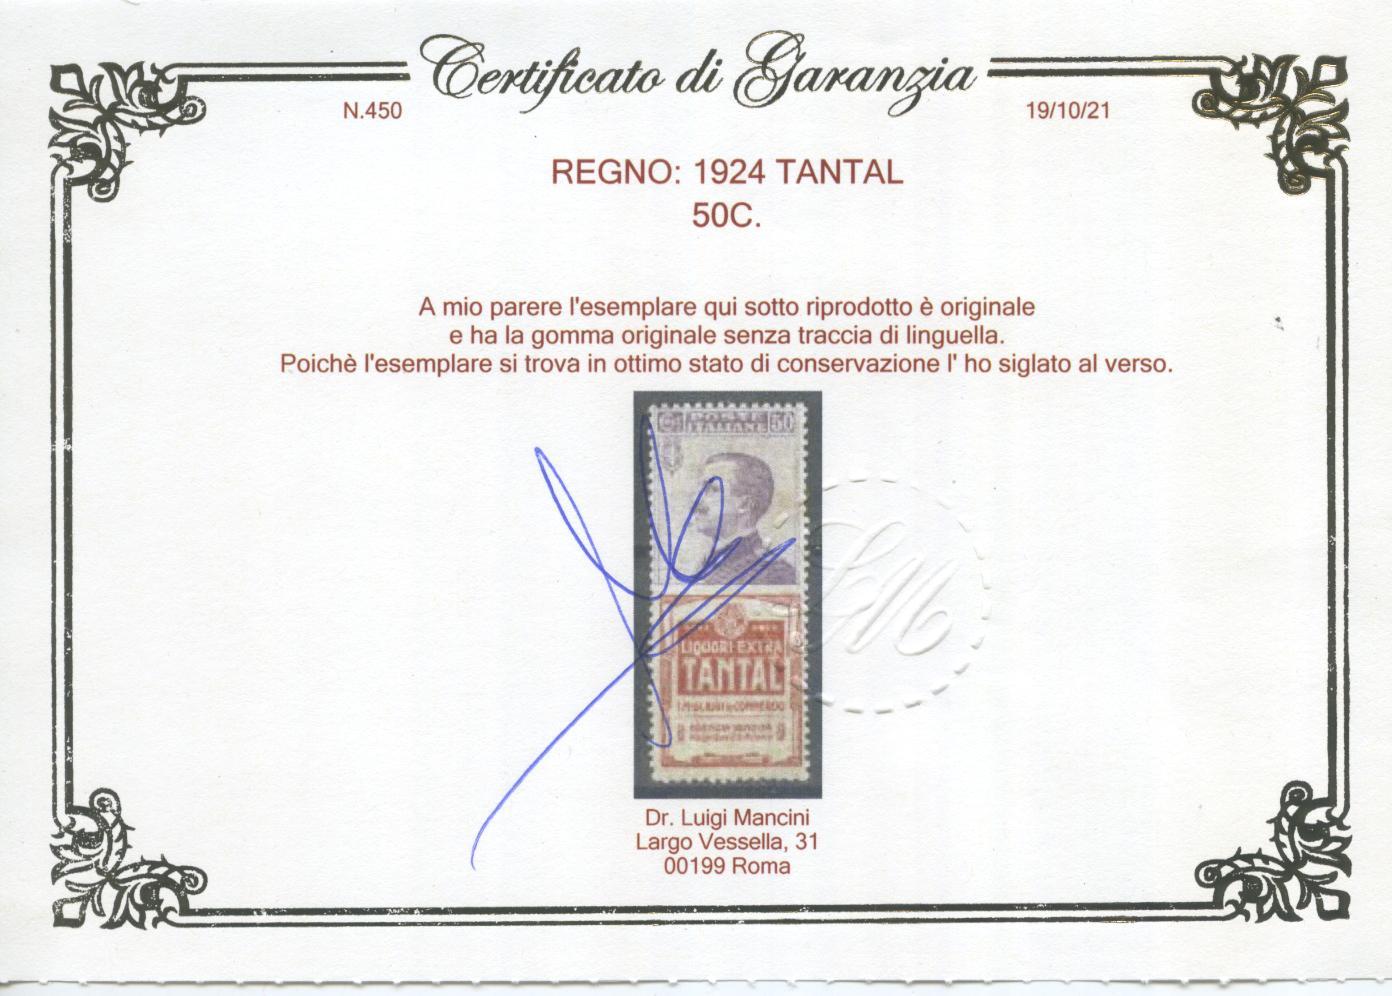 Certificato di Garanzia
N.450
19/10/21
REGNO: 1924 TANTAL
50C.
A mio parere l'esemplare qui sotto riprodotto è originale
e ha la gomma originale senza traccia di linguella.
Poichè l'esemplare si trova in ottimo stato di conservazione l' ho siglato al verso.
POSTE 50
ITALIANE
LIQUORI EXTRA
TANTAL
LM
Dr. Luigi Mancini
Largo Vessella, 31
00199 Roma